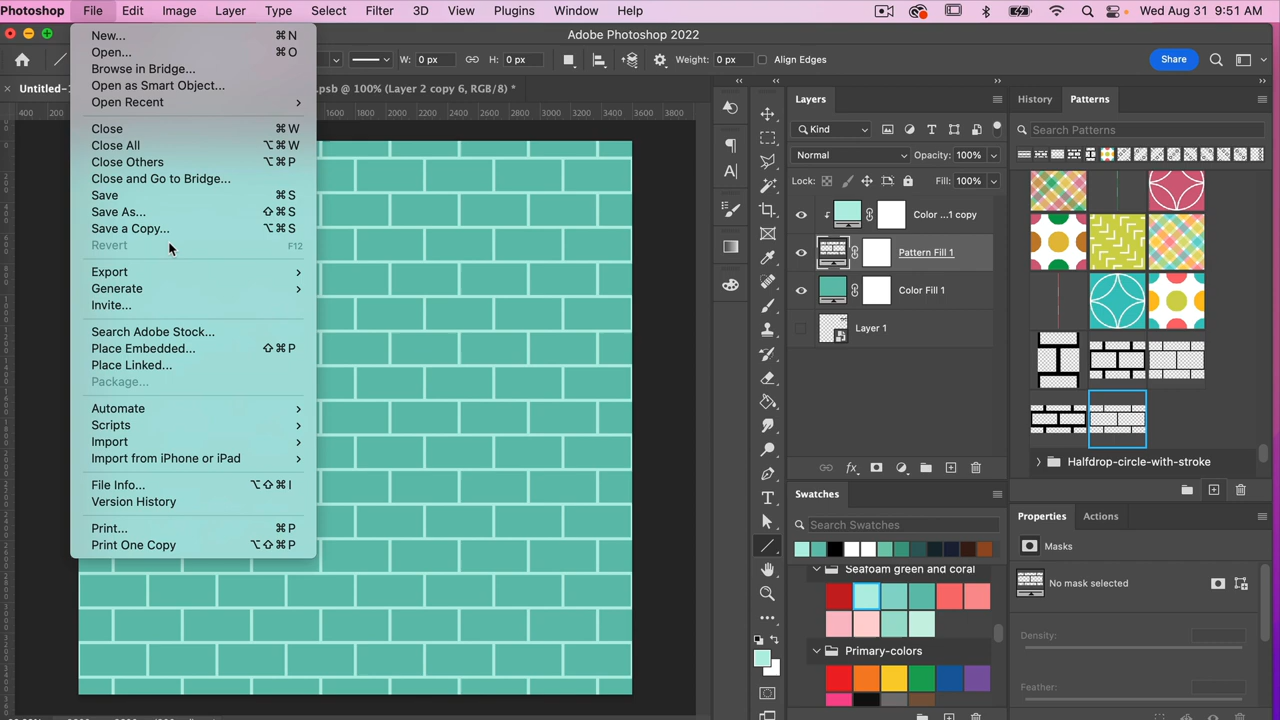 Photoshop File Edit Image Layer Type Select Filter 3D View Plugins Window Help Wed Aug 31 9:51 AM
Adobe Photoshop 2022
W: 0 px H: 0 px Weight: 0 px Align Edges Share
Untitled-
.psb @ 100% (Layer 2 copy 6, RGB/8) *
400 200 1600 1800 2000 2200 2400 2600 2800 3000 3200 3400 3600 3800
New... ⌘N
Open... ⌘O
Browse in Bridge...
Open as Smart Object...
Open Recent >
Close ⌘W
Close All ⌥⌘W
Close Others ⌥⌘P
Close and Go to Bridge...
Save ⌘S
Save As... ⇧⌘S
Save a Copy... ⌥⌘S
Revert F12
Export >
Generate >
Invite...
Search Adobe Stock...
Place Embedded... ⇧⌘P
Place Linked...
Package...
Automate >
Scripts >
Import >
Import from iPhone or iPad >
File Info... ⌥⇧⌘I
Version History
Print... ⌘P
Print One Copy ⌥⇧⌘P
Layers
Kind
Normal Opacity: 100%
Lock: Fill: 100%
Color ...1 copy
Pattern Fill 1
Color Fill 1
Layer 1
fx
Swatches
Search Swatches
Seafoam green and coral
Primary-colors
History Patterns
Search Patterns
Halfdrop-circle-with-stroke
Properties Actions
Masks
No mask selected
Density:
Feather: